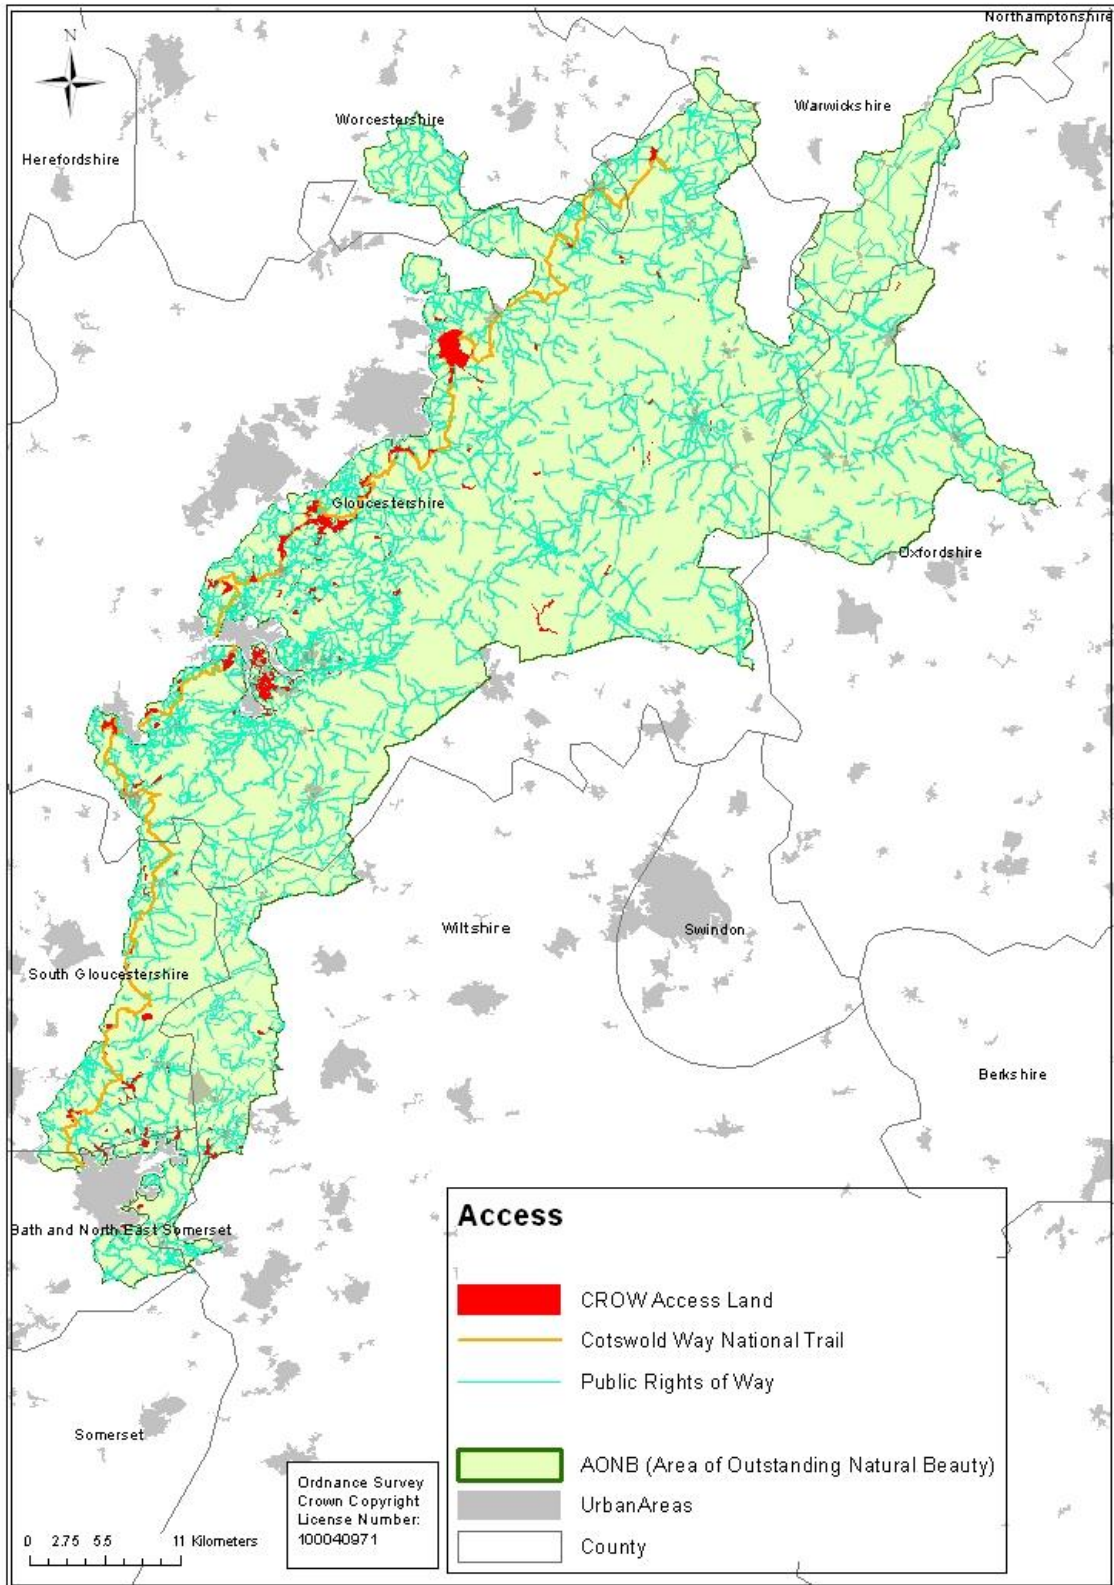 Northamptonshire
N
Warwickshire
Worcestershire
Herefordshire
Gloucestershire
Oxfordshire
Wiltshire
Swindon
South Gloucestershire
Berkshire
Bath and North East Somerset
Somerset
Access
CROW Access Land
Cotswold Way National Trail
Public Rights of Way
AONB (Area of Outstanding Natural Beauty)
UrbanAreas
County
Ordnance Survey
Crown Copyright
License Number:
100040971
0 2.75 5.5 11 Kilometers